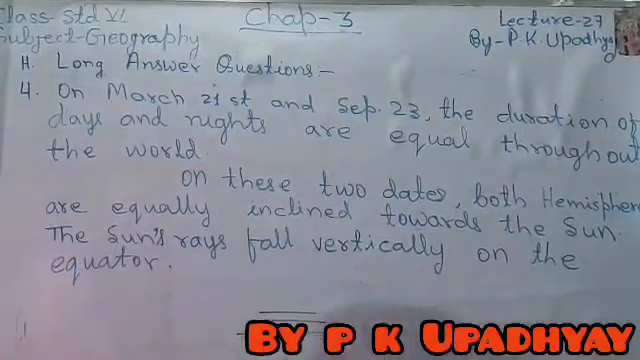 Class-Std VI
Chap-3
Lecture-27
Subject-Geography
By-P.K. Upadhyay
H. Long Answer Questions:-
4. On March 21st and Sep. 23, the duration of
days and nights are equal throughout
the world.
On these two dates, both Hemispher
are equally inclined towards the Sun.
The Sun's rays fall vertically on the
equator.
By P K Upadhyay